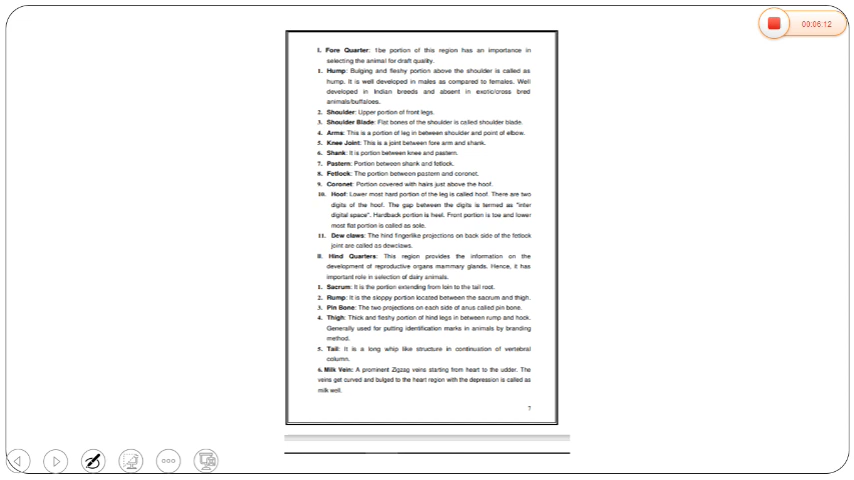 00:06:12
I. Fore Quarter: 1be portion of this region has an importance in
selecting the animal for draft quality.
1. Hump: Bulging and fleshy portion above the shoulder is called as
hump. It is well developed in males as compared to females. Well
developed in Indian breeds and absent in exotic/cross bred
animals/buffaloes.
2. Shoulder: Upper portion of front legs.
3. Shoulder Blade: Flat bones of the shoulder is called shoulder blade.
4. Arms: This is a portion of leg in between shoulder and point of elbow.
5. Knee Joint: This is a joint between fore arm and shank.
6. Shank: It is portion between knee and pastern.
7. Pastern: Portion between shank and fetlock.
8. Fetlock: The portion between pastern and coronet.
9. Coronet: Portion covered with hairs just above the hoof.
10. Hoof: Lower most hard portion of the leg is called hoof. There are two
digits of the hoof. The gap between the digits is termed as "inter
digital space". Hardback portion is heel. Front portion is toe and lower
most flat portion is called as sole.
11. Dew claws: The hind fingerlike projections on back side of the fetlock
joint are called as dewclaws.
II. Hind Quarters: This region provides the information on the
development of reproductive organs mammary glands. Hence, it has
important role in selection of dairy animals.
1. Sacrum: It is the portion extending from loin to the tail root.
2. Rump: It is the sloppy portion located between the sacrum and thigh.
3. Pin Bone: The two projections on each side of anus called pin bone.
4. Thigh: Thick and fleshy portion of hind legs in between rump and hock.
Generally used for putting identification marks in animals by branding
method.
5. Tail: It is a long whip like structure in continuation of vertebral
column.
6. Milk Vein: A prominent Zigzag veins starting from heart to the udder. The
veins get curved and bulged to the heart region with the depression is called as
milk well.
7